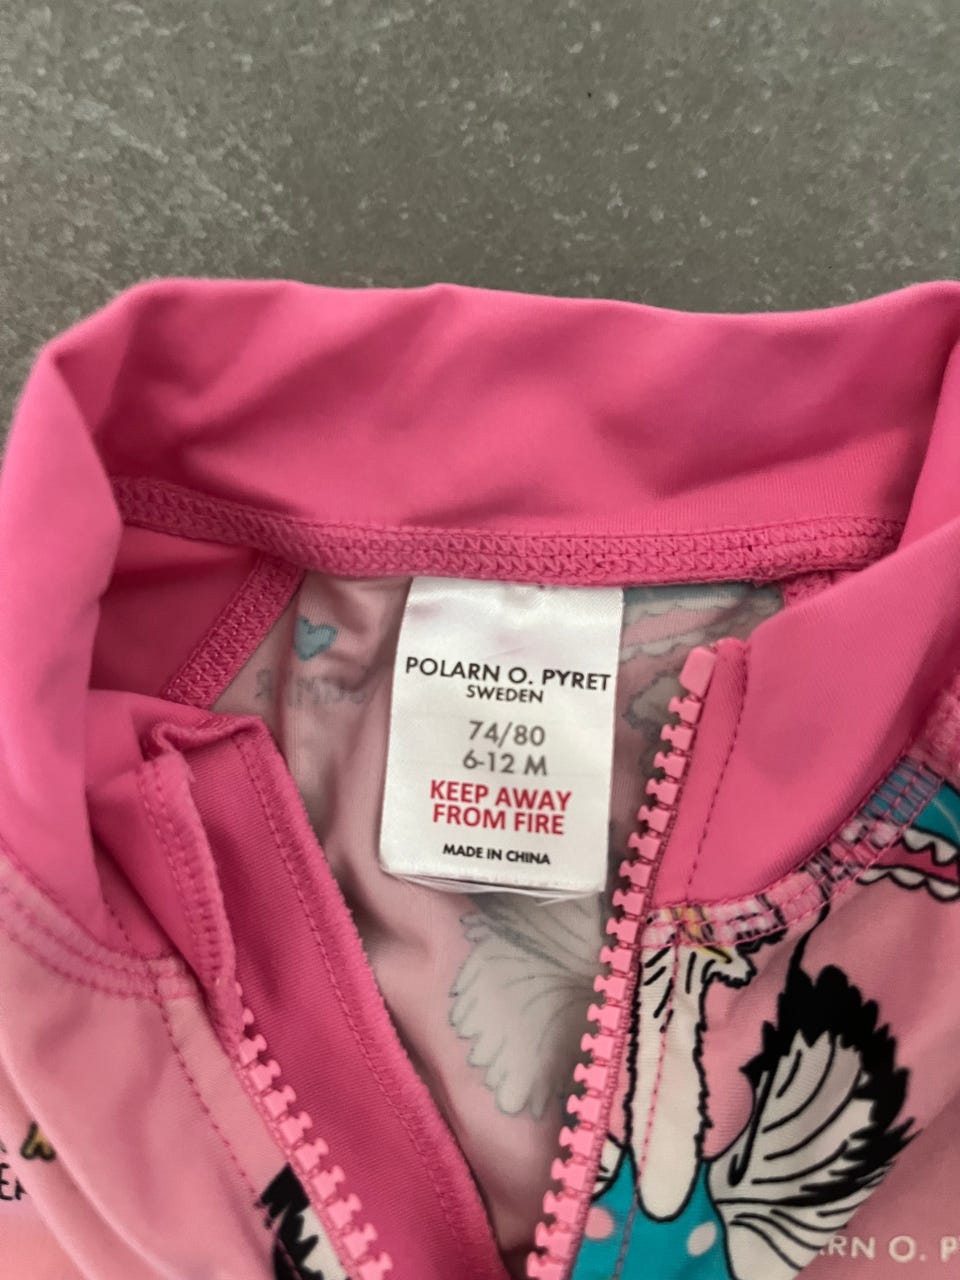 POLARN O. PYRET
SWEDEN
74/80
6-12 M
KEEP AWAY
FROM FIRE
MADE IN CHINA
RN O. P